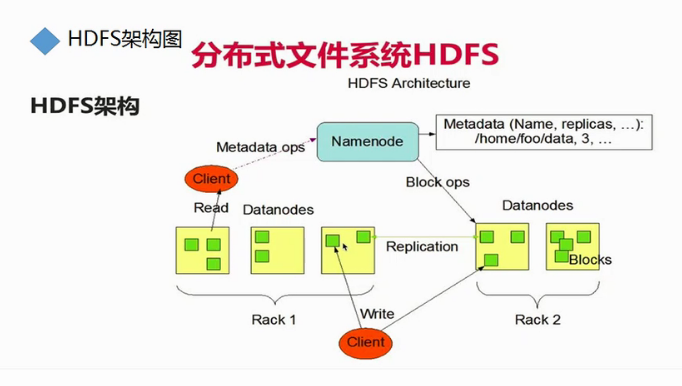 HDFS架构图
分布式文件系统HDFS
HDFS Architecture
HDFS架构
Metadata (Name, replicas, ...):
/home/foo/data, 3, ...
Namenode
Metadata ops
Client
Block ops
Read
Datanodes
Datanodes
Replication
Blocks
Write
Rack 1
Rack 2
Client